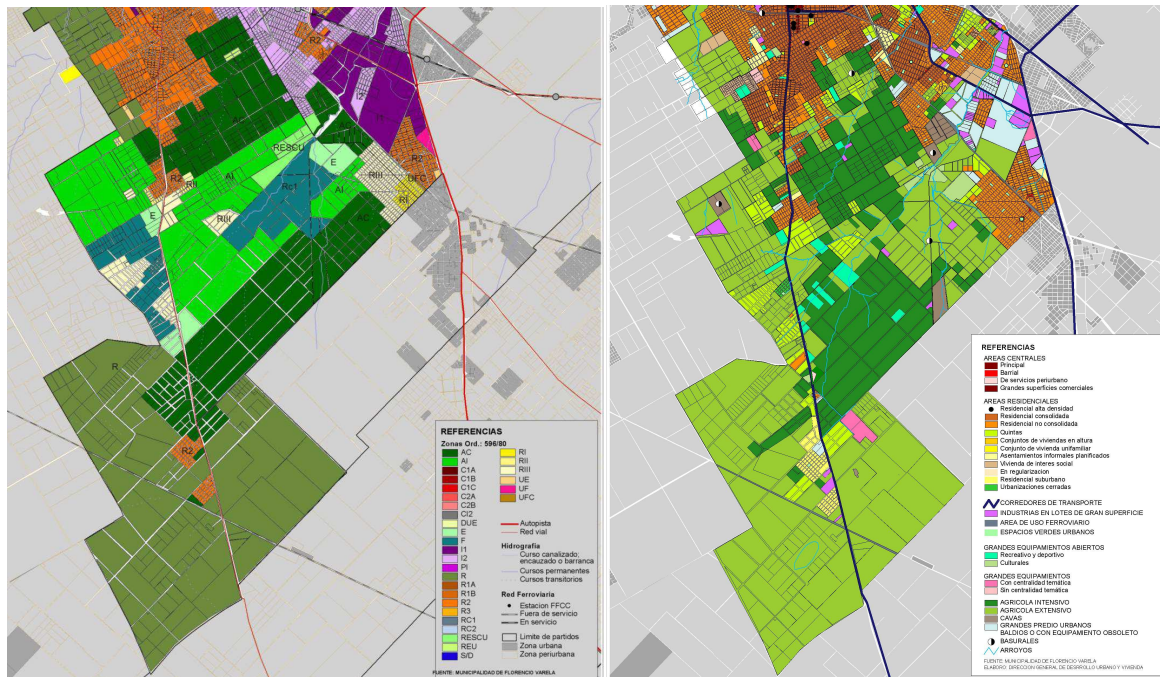 R2
I2
I1
AC
AC
RESCU
E
R2
R2
RII
AI
Rc1
RIII
UFC
AI
RI
E
RIII
AC
R
R2
REFERENCIAS
Zonas Ord.: 596/80
AC
AI
C1A
C1B
C1C
C2A
C2B
CI2
DUE
E
F
I1
I2
PI
R
R1A
R1B
R2
R3
RC1
RC2
RESCU
REU
S/D
RI
RII
RIII
UE
UF
UFC
Autopista
Red vial
Hidrografía
Curso canalizado;
encauzado o barranca
Cursos permanentes
Cursos transitorios
Red Ferroviaria
Estacion FFCC
Fuera de servicio
En servicio
Limite de partidos
Zona urbana
Zona periurbana
FUENTE: MUNICIPALIDAD DE FLORENCIO VARELA
REFERENCIAS
AREAS CENTRALES
Principal
Barrial
De servicios periurbano
Grandes superficies comerciales
AREAS RESIDENCIALES
Residencial alta densidad
Residencial consolidada
Residencial no consolidada
Quintas
Conjuntos de viviendas en altura
Conjunto de vivienda unifamiliar
Asentamientos informales planificados
Vivienda de interes social
En regularizacion
Residencial suburbano
Urbanizaciones cerradas
CORREDORES DE TRANSPORTE
INDUSTRIAS EN LOTES DE GRAN SUPERFICIE
AREA DE USO FERROVIARIO
ESPACIOS VERDES URBANOS
GRANDES EQUIPAMIENTOS ABIERTOS
Recreativo y deportivo
Culturales
GRANDES EQUIPAMIENTOS
Con centralidad temática
Sin centralidad temática
AGRICOLA INTENSIVO
AGRICOLA EXTENSIVO
CAVAS
GRANDES PREDIO URBANOS
BALDIOS O CON EQUIPAMIENTO OBSOLETO
BASURALES
ARROYOS
FUENTE: MUNICIPALIDAD DE FLORENCIO VARELA
ELABORO: DIRECCION GENERAL DE DESRROLLO URBANO Y VIVIENDA